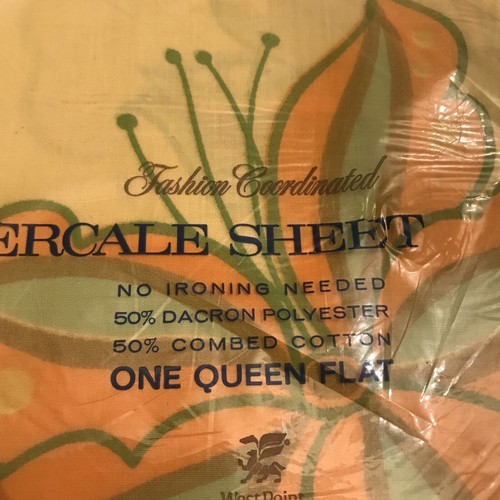 Fashion Coordinated
ERCALE SHEET
NO IRONING NEEDED
50% DACRON POLYESTER
50% COMBED COTTON
ONE QUEEN FLAT
West Point